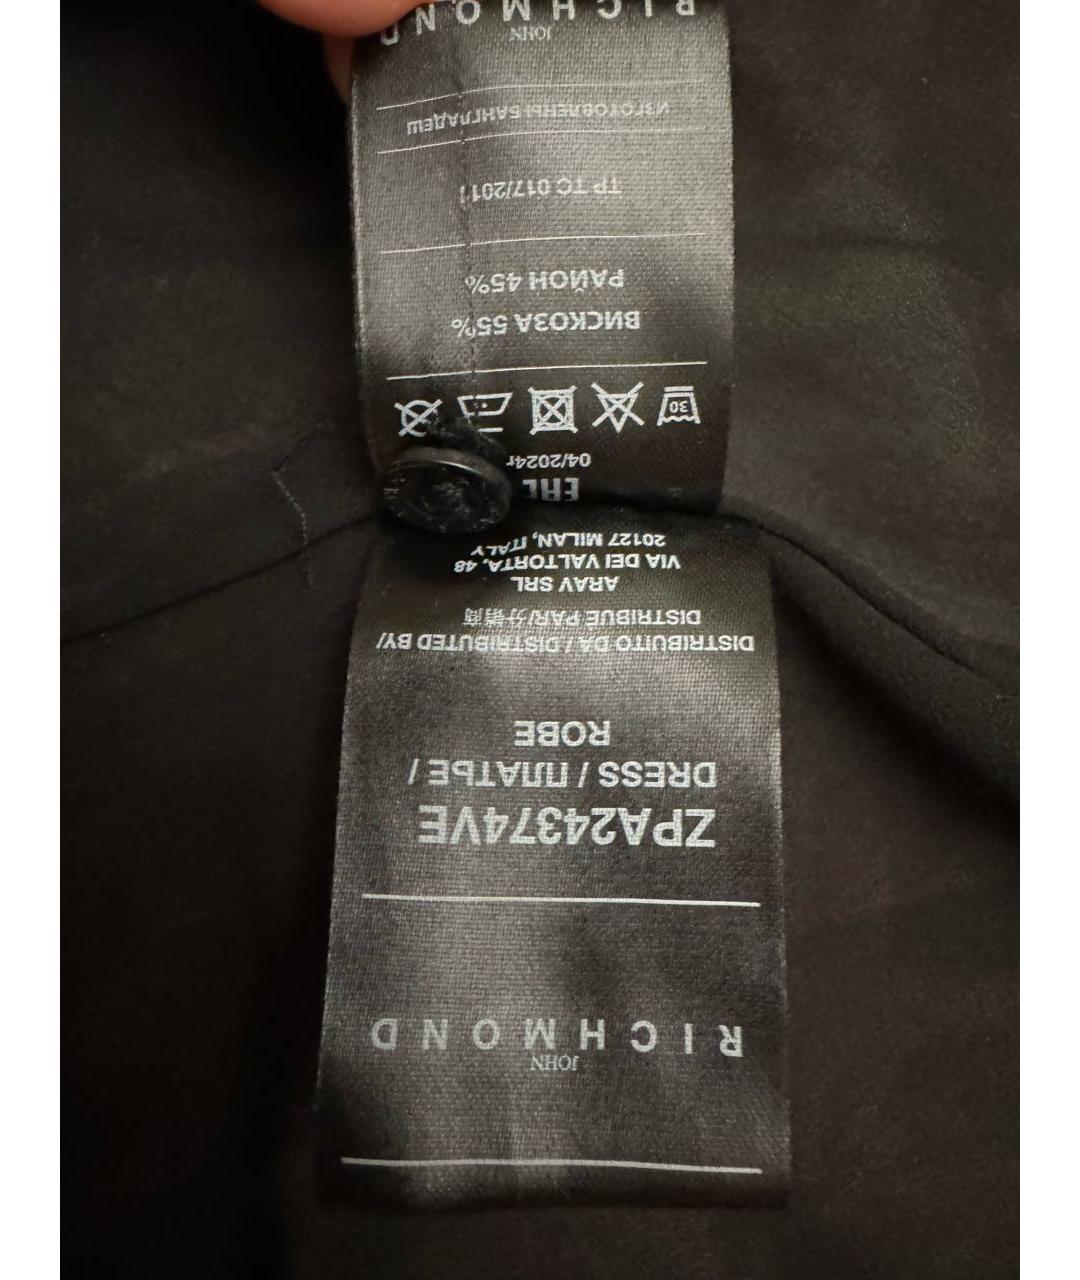 JOHN
RICHMOND
ZPA24374VE
DRESS / ПЛАТЬЕ /
ROBE
DISTRIBUITO DA / DISTRIBUTED BY/
DISTRIBUE PAR/分销商
ARAV SRL
VIA DEI VALTORTA, 48
20127 MILAN, ITALY
EAC
04/2024г
30
ВИСКОЗА 55%
РАЙОН 45%
ТР ТС 017/2011
ИЗГОТОВЛЕНЫ БАНГЛАДЕШ
JOHN
RICHMOND